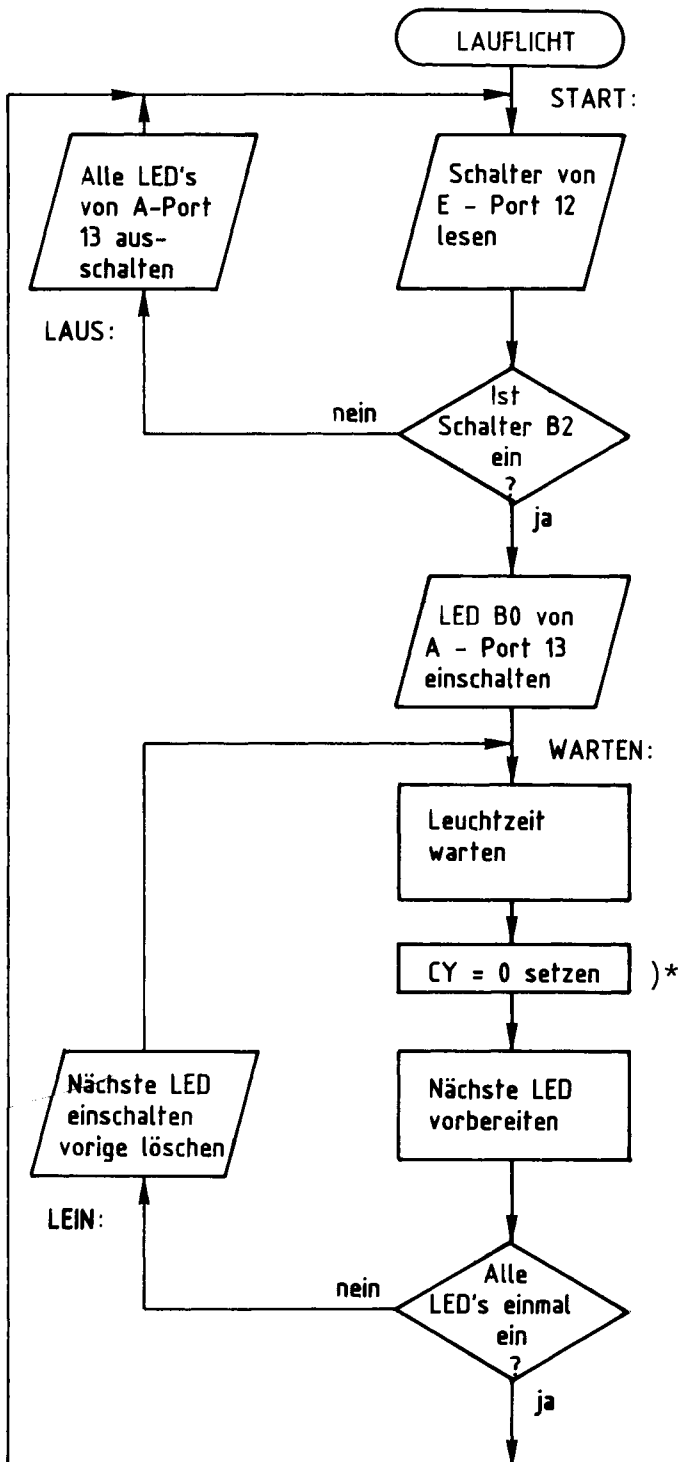 LAUFLICHT
START:
Alle LED's
von A-Port
13 aus-
schalten
Schalter von
E - Port 12
lesen
LAUS:
nein
Ist
Schalter B2
ein
?
ja
LED B0 von
A - Port 13
einschalten
WARTEN:
Leuchtzeit
warten
CY = 0 setzen )*
Nächste LED
einschalten
vorige löschen
Nächste LED
vorbereiten
LEIN:
nein
Alle
LED's einmal
ein
?
ja